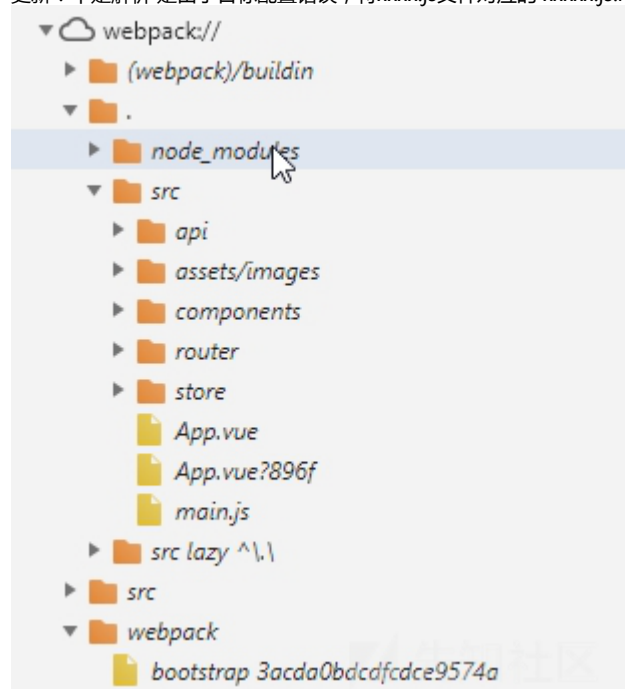 webpack://
(webpack)/buildin
.
node_modules
src
api
assets/images
components
router
store
App.vue
App.vue?896f
main.js
src lazy ^\.\
src
webpack
bootstrap 3acda0bdcdfcdce9574a